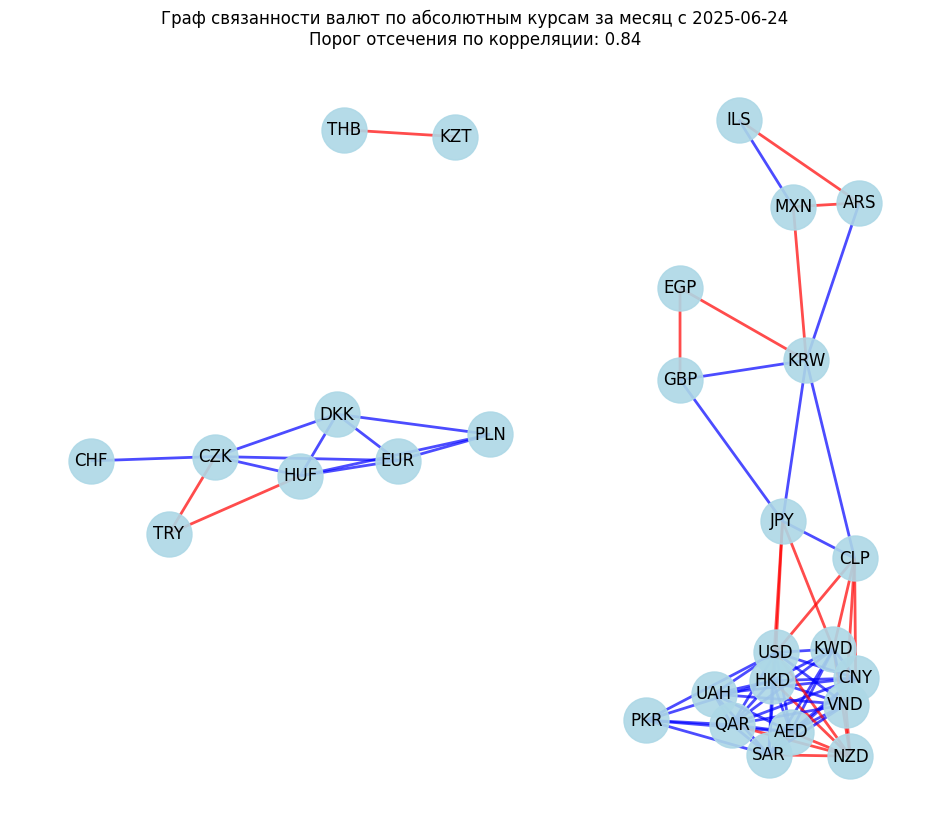 Граф связанности валют по абсолютным курсам за месяц с 2025-06-24
Порог отсечения по корреляции: 0.84
ILS
THB
KZT
MXN
ARS
EGP
KRW
GBP
DKK
PLN
CHF
CZK
EUR
HUF
JPY
TRY
CLP
USD
KWD
HKD
CNY
UAH
VND
PKR
QAR
AED
SAR
NZD